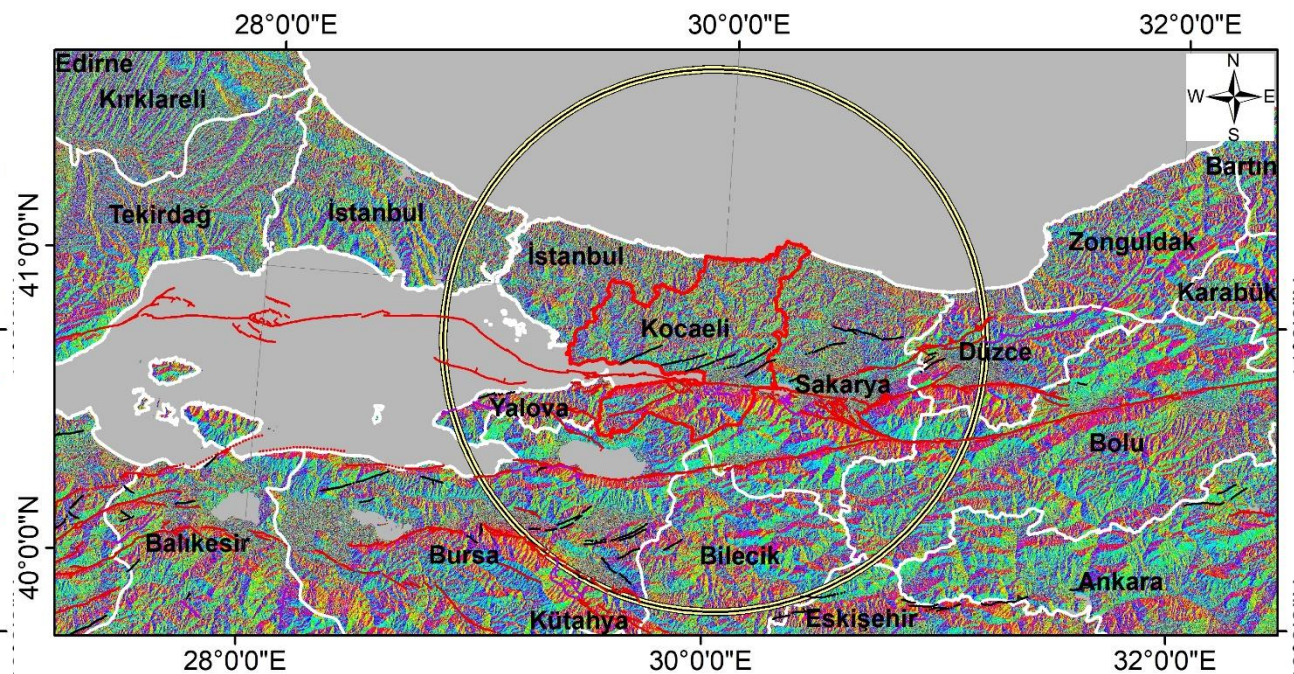 28°0'0"E 30°0'0"E 32°0'0"E
N
W E
S
Edirne
Kırklareli
Bartın
Tekirdağ İstanbul
Zonguldak
İstanbul
41°0'0"N
Karabük
Kocaeli
Düzce
Sakarya
Yalova
Bolu
40°0'0"N
Balıkesir
Bursa
Bilecik
Ankara
Kütahya
Eskişehir
28°0'0"E 30°0'0"E 32°0'0"E